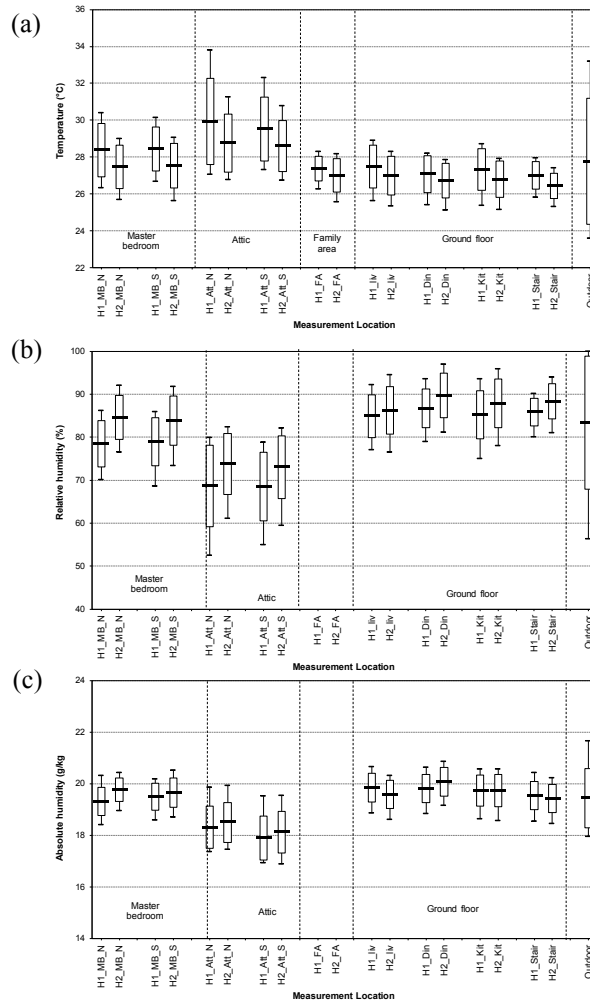 (a)
36
34
32
30
28
26
24
22
Temperature (°C)
Master
bedroom
Attic
Family
area
Ground floor
H1_MB_N
H2_MB_N
H1_MB_S
H2_MB_S
H1_Att_N
H2_Att_N
H1_Att_S
H2_Att_S
H1_FA
H2_FA
H1_liv
H2_liv
H1_Din
H2_Din
H1_Kit
H2_Kit
H1_Stair
H2_Stair
Outdoor
Measurement Location
(b)
100
90
80
70
60
50
40
Relative humidity (%)
Master
bedroom
Attic
Ground floor
H1_MB_N
H2_MB_N
H1_MB_S
H2_MB_S
H1_Att_N
H2_Att_N
H1_Att_S
H2_Att_S
H1_FA
H2_FA
H1_liv
H2_liv
H1_Din
H2_Din
H1_Kit
H2_Kit
H1_Stair
H2_Stair
Outdoor
Measurement Location
(c)
24
22
20
18
16
14
Absolute humidity (g/kg
Master
bedroom
Attic
Ground floor
H1_MB_N
H2_MB_N
H1_MB_S
H2_MB_S
H1_Att_N
H2_Att_N
H1_Att_S
H2_Att_S
H1_FA
H2_FA
H1_liv
H2_liv
H1_Din
H2_Din
H1_Kit
H2_Kit
H1_Stair
H2_Stair
Outdoor
Measurement Location